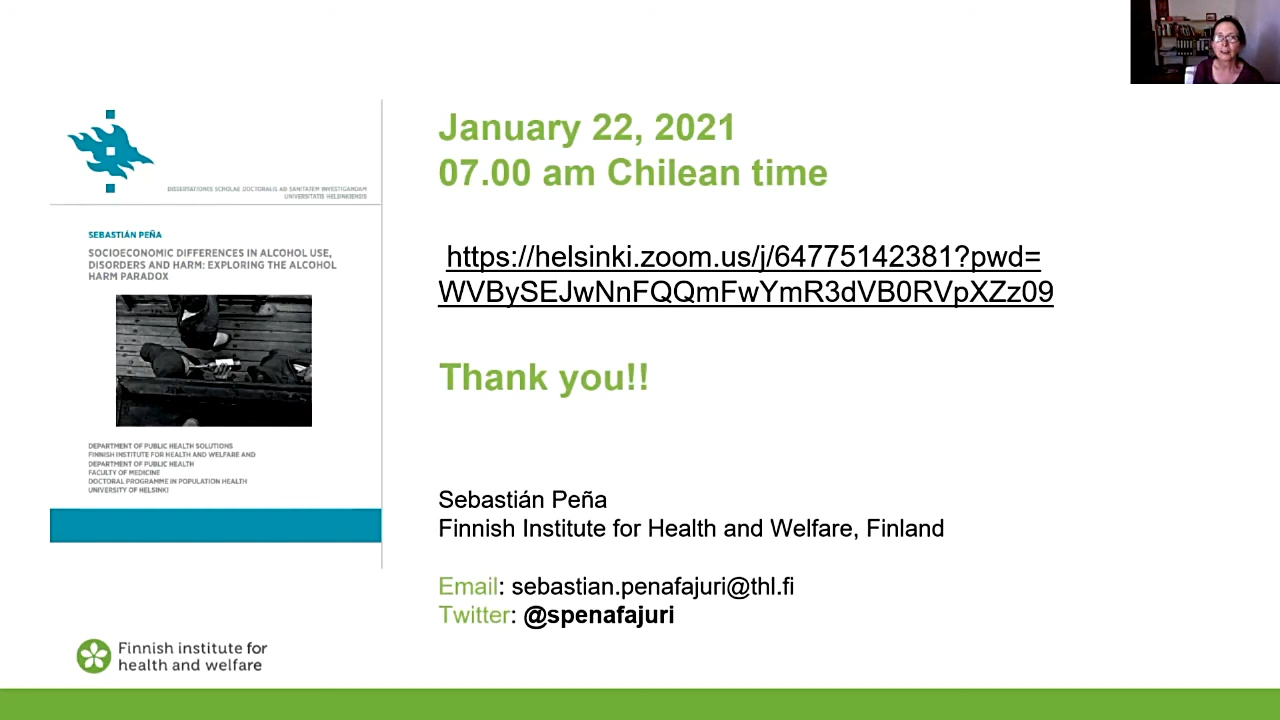 DISSERTATIONES SCHOLAE DOCTORALIS AD SANITATEM INVESTIGANDAM
UNIVERSITATIS HELSINKIENSIS
SEBASTIÁN PEÑA
SOCIOECONOMIC DIFFERENCES IN ALCOHOL USE,
DISORDERS AND HARM: EXPLORING THE ALCOHOL
HARM PARADOX
DEPARTMENT OF PUBLIC HEALTH SOLUTIONS
FINNISH INSTITUTE FOR HEALTH AND WELFARE AND
DEPARTMENT OF PUBLIC HEALTH
FACULTY OF MEDICINE
DOCTORAL PROGRAMME IN POPULATION HEALTH
UNIVERSITY OF HELSINKI
January 22, 2021
07.00 am Chilean time
https://helsinki.zoom.us/j/64775142381?pwd=
WVBySEJwNnFQQmFwYmR3dVB0RVpXZz09
Thank you!!
Sebastián Peña
Finnish Institute for Health and Welfare, Finland
Email: sebastian.penafajuri@thl.fi
Twitter: @spenafajuri
Finnish institute for
health and welfare